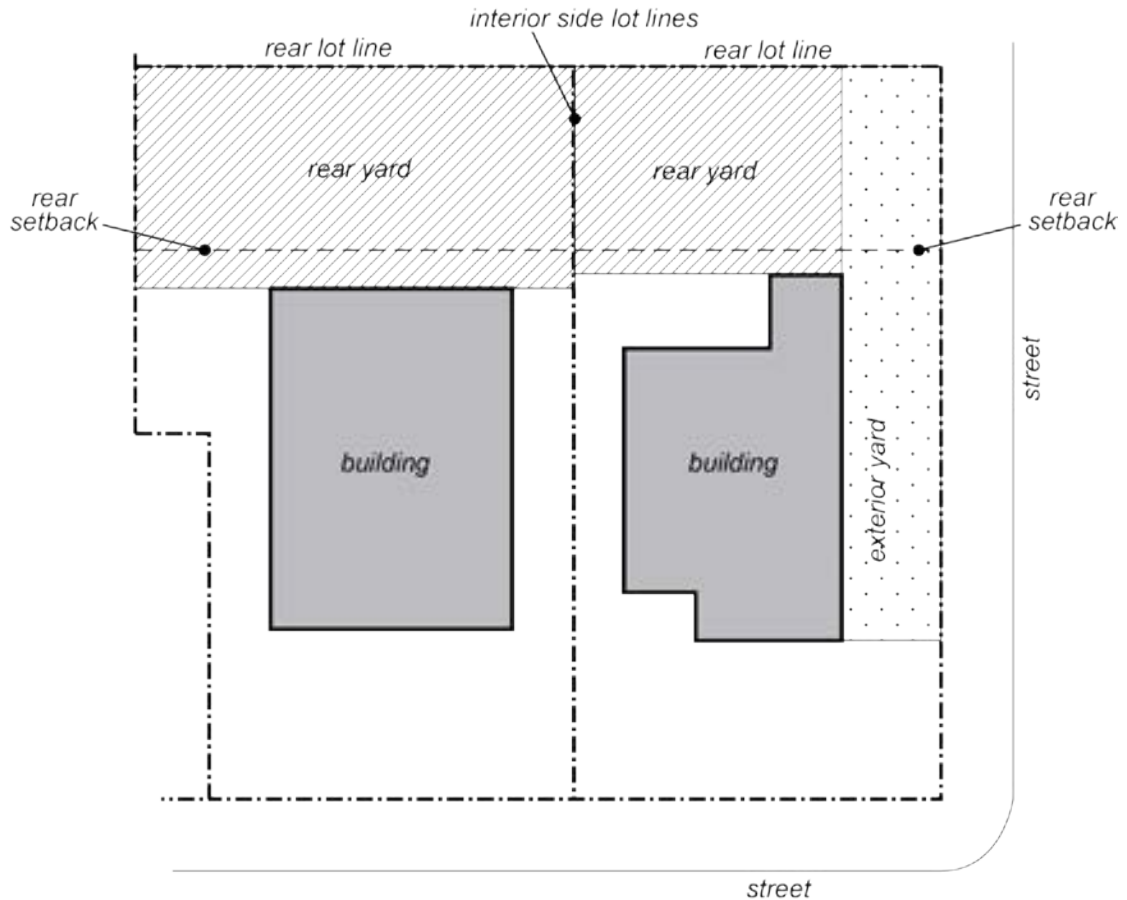 interior side lot lines
rear lot line
rear lot line
rear yard
rear yard
rear
setback
rear
setback
street
building
building
exterior yard
street